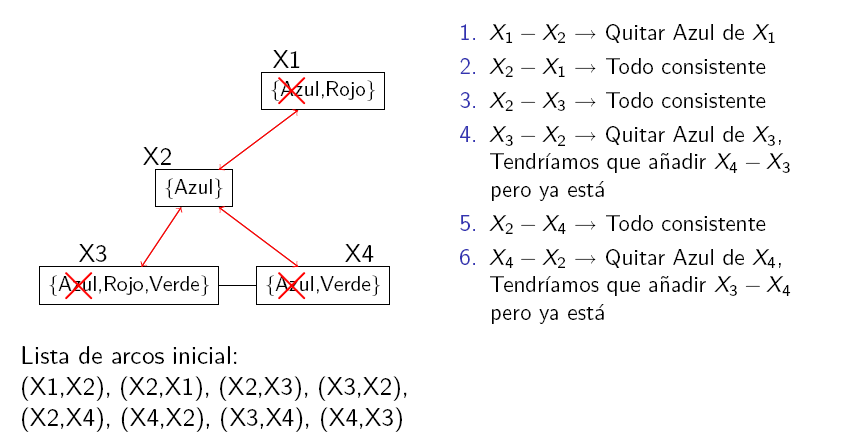 X1
{Azul,Rojo}
X2
{Azul}
X3
{Azul,Rojo,Verde}
X4
{Azul,Verde}
Lista de arcos inicial:
(X1,X2), (X2,X1), (X2,X3), (X3,X2),
(X2,X4), (X4,X2), (X3,X4), (X4,X3)
1. X₁ − X₂ → Quitar Azul de X₁
2. X₂ − X₁ → Todo consistente
3. X₂ − X₃ → Todo consistente
4. X₃ − X₂ → Quitar Azul de X₃,
Tendríamos que añadir X₄ − X₃
pero ya está
5. X₂ − X₄ → Todo consistente
6. X₄ − X₂ → Quitar Azul de X₄,
Tendríamos que añadir X₃ − X₄
pero ya está